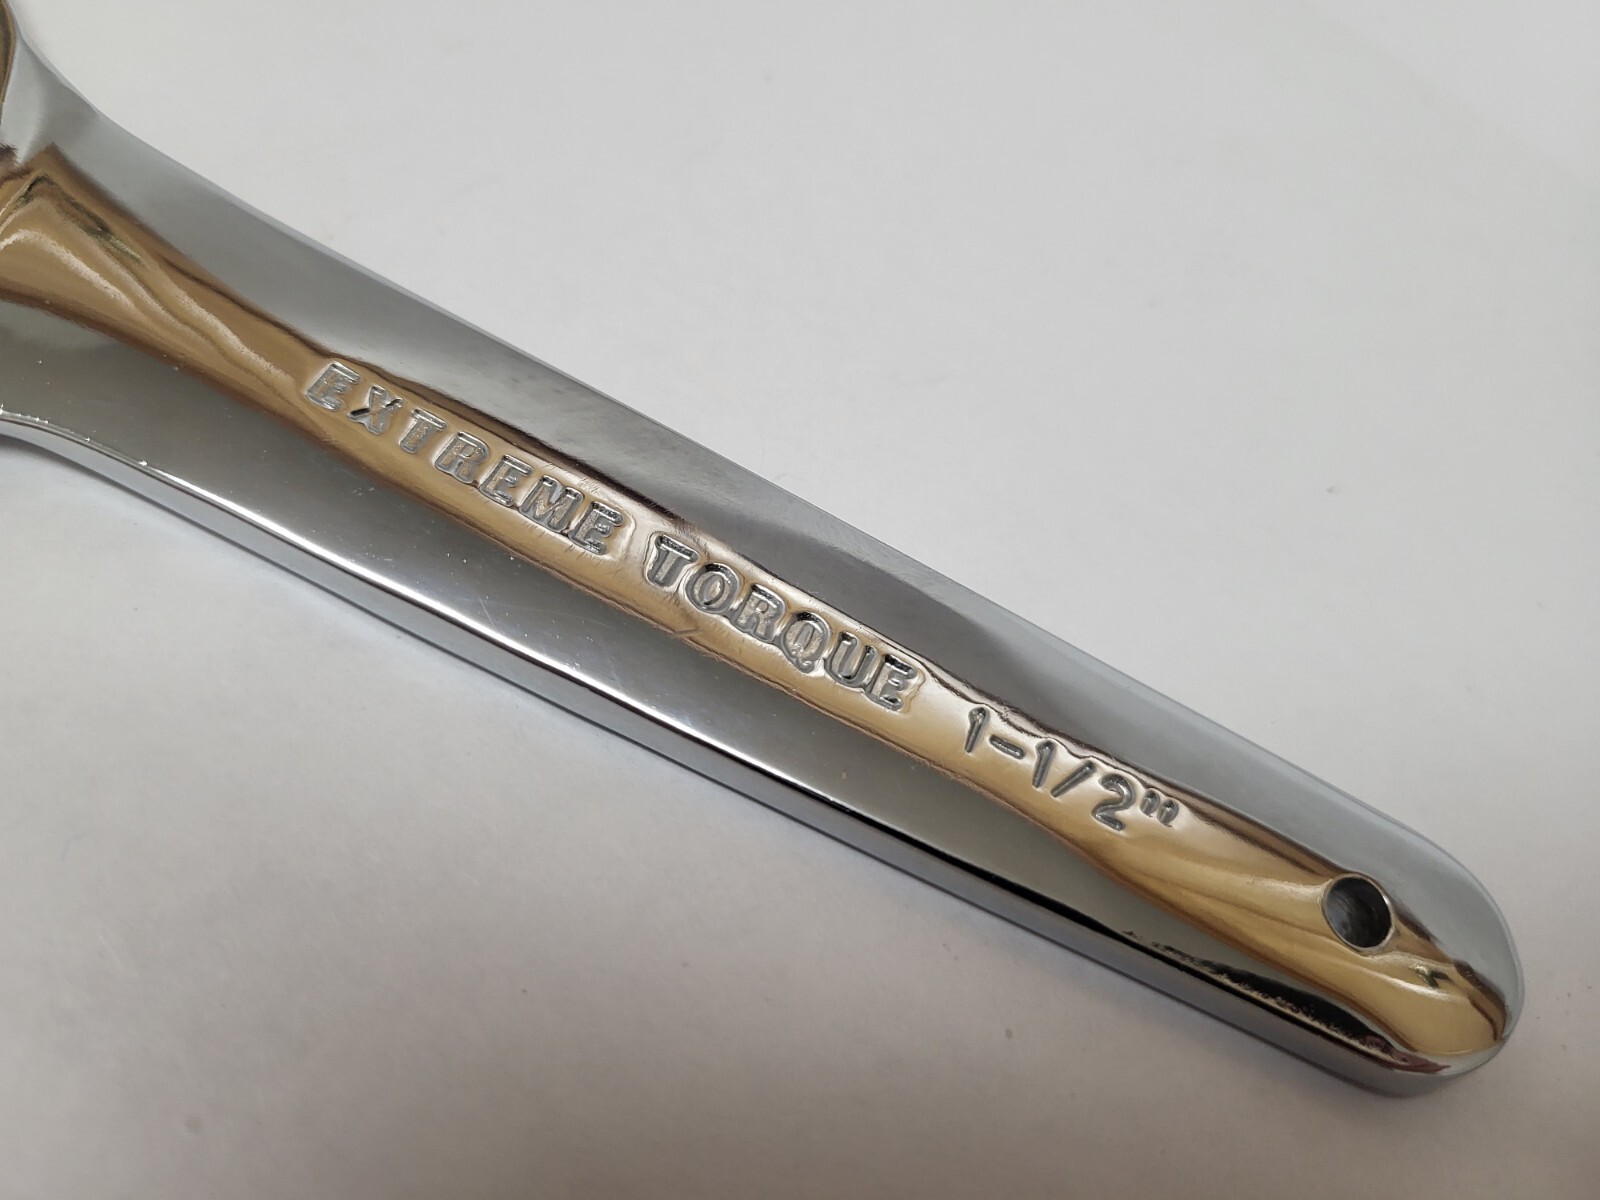 EXTREME TORQUE 1-1/2"